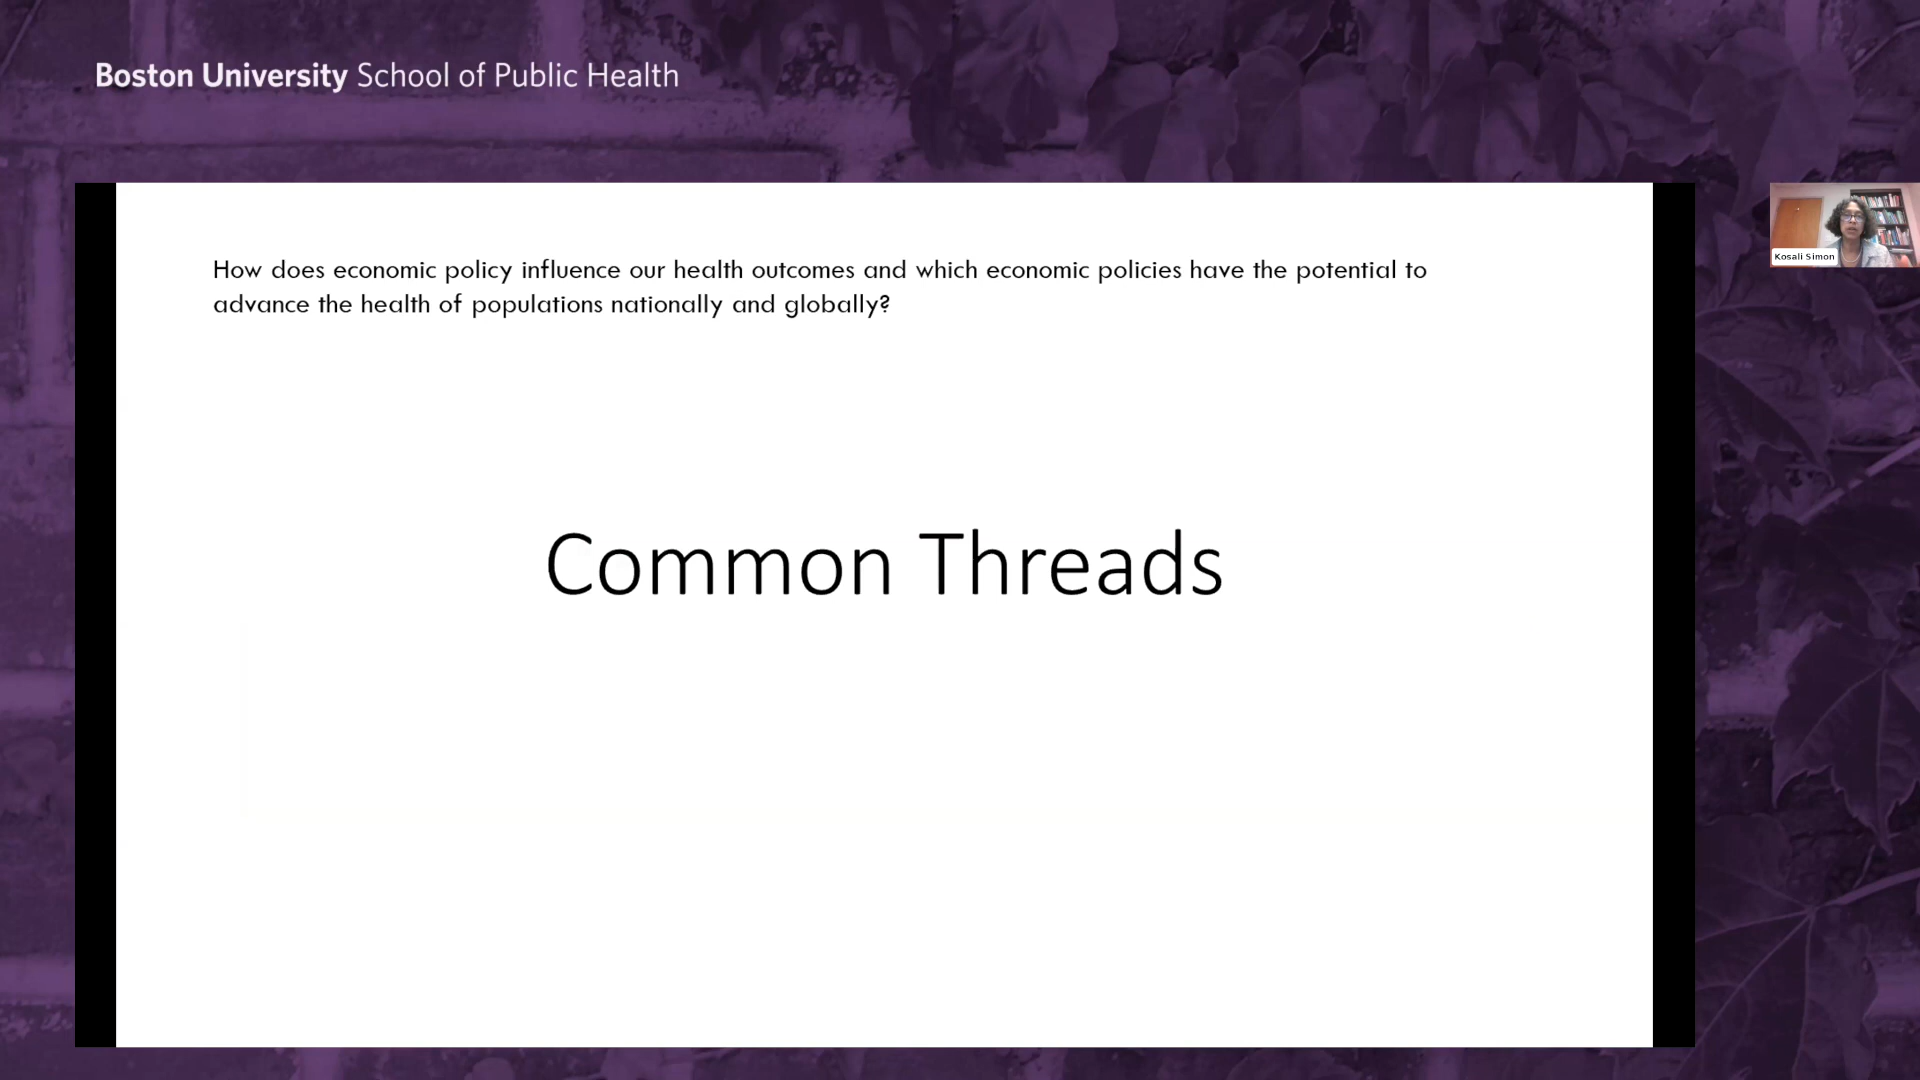 Boston University School of Public Health
How does economic policy influence our health outcomes and which economic policies have the potential to
advance the health of populations nationally and globally?
Common Threads
Kosali Simon